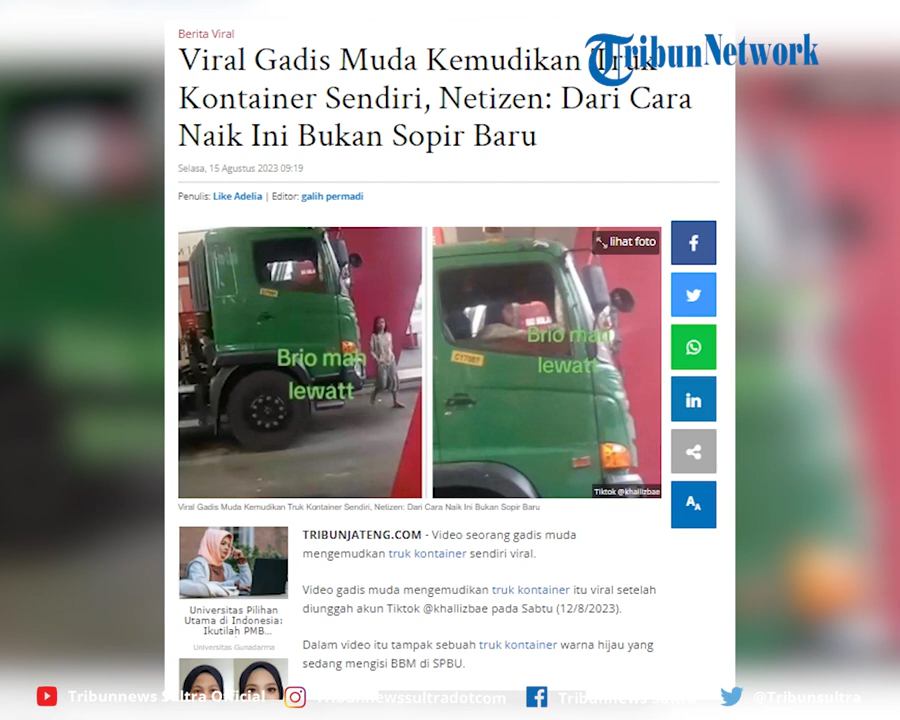 Berita Viral
TribunNetwork
Viral Gadis Muda Kemudikan Truk
Kontainer Sendiri, Netizen: Dari Cara
Naik Ini Bukan Sopir Baru
Selasa, 15 Agustus 2023 09:19
Penulis: Like Adelia | Editor: galih permadi
lihat foto
Brio mah
lewatt
Brio mah
lewatt
Tiktok @khallizbae
Viral Gadis Muda Kemudikan Truk Kontainer Sendiri, Netizen: Dari Cara Naik Ini Bukan Sopir Baru
TRIBUNJATENG.COM - Video seorang gadis muda
mengemudkan truk kontainer sendiri viral.
Video gadis muda mengemudikan truk kontainer itu viral setelah
diunggah akun Tiktok @khallizbae pada Sabtu (12/8/2023).
Dalam video itu tampak sebuah truk kontainer warna hijau yang
sedang mengisi BBM di SPBU.
Universitas Pilihan
Utama di Indonesia:
Ikutilah PMB...
Universitas Gunadarma
Tribunnews Sultra Official
Tribunnewssultradotcom
Tribunnews
@Tribunsultra